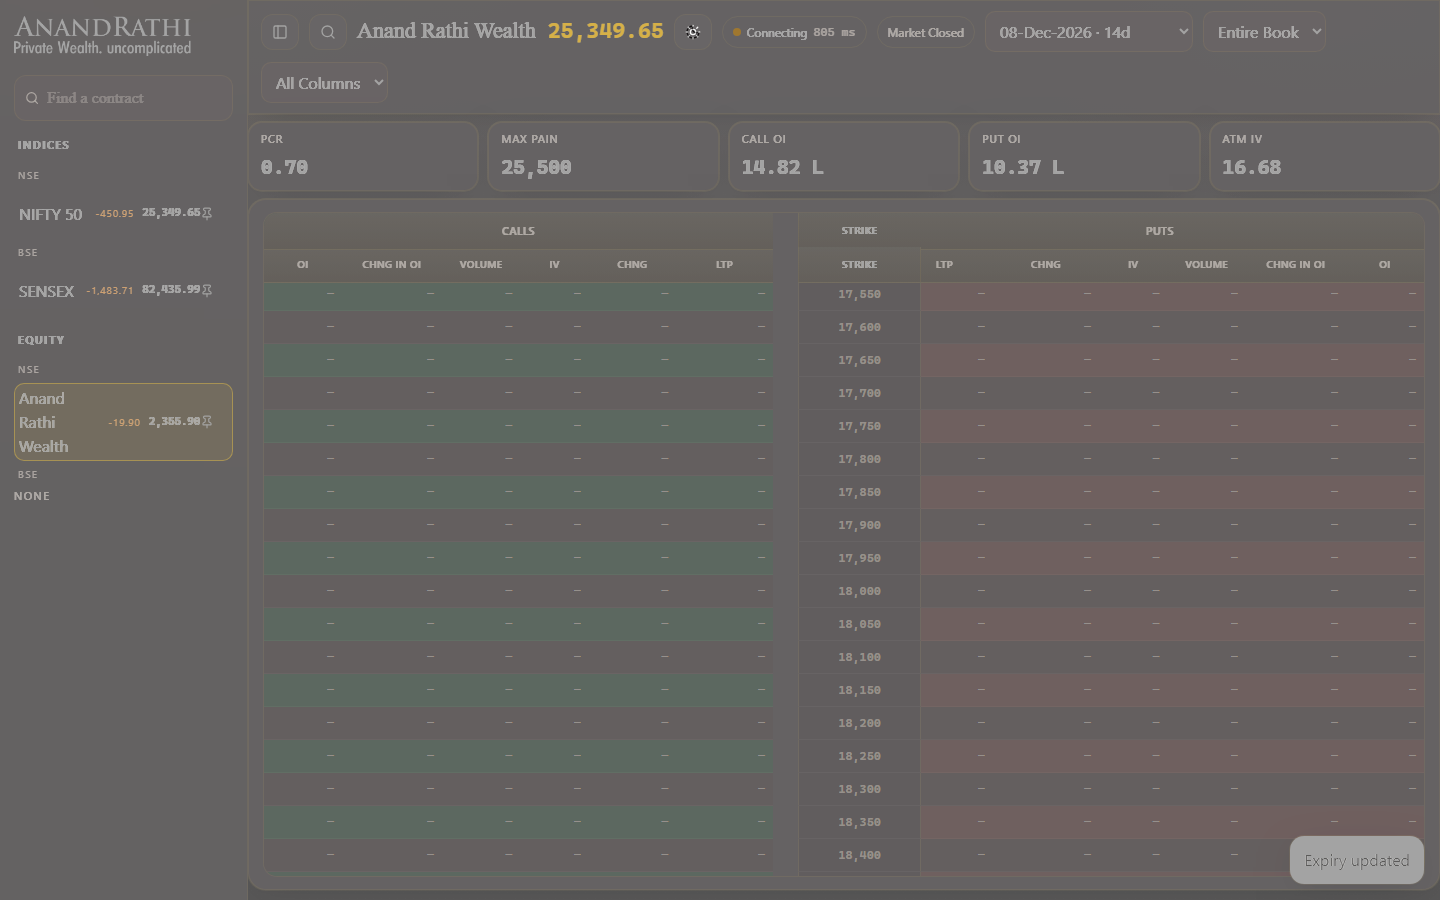 ANANDRATHI
Private Wealth. uncomplicated
Find a contract
INDICES
NSE
NIFTY 50 -450.95 25,349.65
BSE
SENSEX -1,483.71 82,435.99
EQUITY
NSE
Anand Rathi Wealth -19.90 2,355.90
BSE
NONE
Anand Rathi Wealth 25,349.65 Connecting 805 ms Market Closed 08-Dec-2026 · 14d Entire Book
All Columns
PCR MAX PAIN CALL OI PUT OI ATM IV
0.70 25,500 14.82 L 10.37 L 16.68
CALLS STRIKE PUTS
OI CHNG IN OI VOLUME IV CHNG LTP STRIKE LTP CHNG IV VOLUME CHNG IN OI OI
— — — — — — 17,550 — — — — — —
— — — — — — 17,600 — — — — — —
— — — — — — 17,650 — — — — — —
— — — — — — 17,700 — — — — — —
— — — — — — 17,750 — — — — — —
— — — — — — 17,800 — — — — — —
— — — — — — 17,850 — — — — — —
— — — — — — 17,900 — — — — — —
— — — — — — 17,950 — — — — — —
— — — — — — 18,000 — — — — — —
— — — — — — 18,050 — — — — — —
— — — — — — 18,100 — — — — — —
— — — — — — 18,150 — — — — — —
— — — — — — 18,200 — — — — — —
— — — — — — 18,250 — — — — — —
— — — — — — 18,300 — — — — — —
— — — — — — 18,350 — — — — — —
— — — — — — 18,400 — — — — — —
Expiry updated